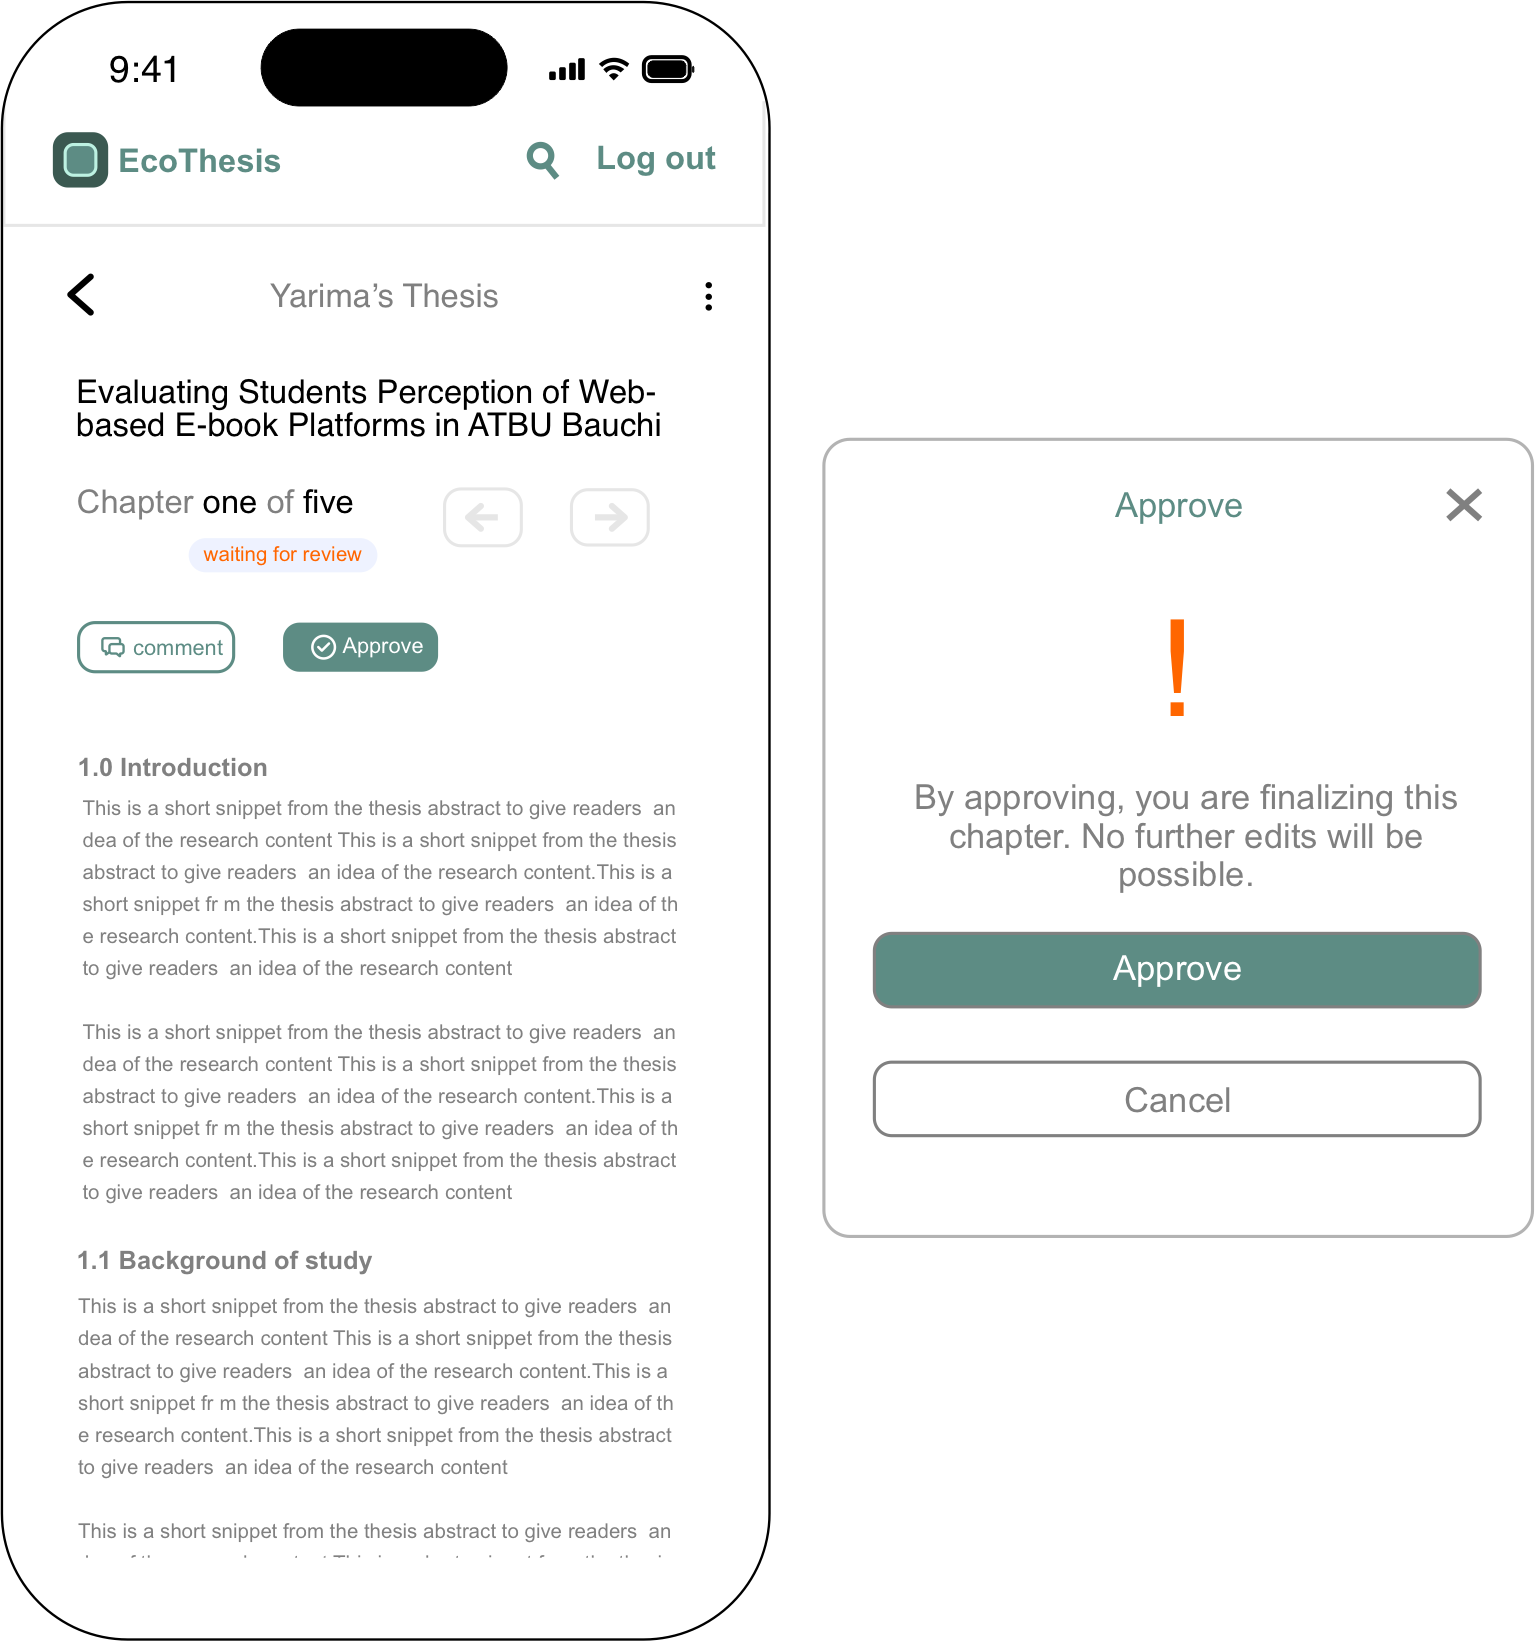 9:41
EcoThesis
Log out
Yarima’s Thesis
Evaluating Students Perception of Web-
based E-book Platforms in ATBU Bauchi
Chapter one of five
waiting for review
comment
Approve
1.0 Introduction
This is a short snippet from the thesis abstract to give readers  an
dea of the research content This is a short snippet from the thesis
abstract to give readers  an idea of the research content.This is a
short snippet fr m the thesis abstract to give readers  an idea of th
e research content.This is a short snippet from the thesis abstract
to give readers  an idea of the research content
This is a short snippet from the thesis abstract to give readers  an
dea of the research content This is a short snippet from the thesis
abstract to give readers  an idea of the research content.This is a
short snippet fr m the thesis abstract to give readers  an idea of th
e research content.This is a short snippet from the thesis abstract
to give readers  an idea of the research content
1.1 Background of study
This is a short snippet from the thesis abstract to give readers  an
dea of the research content This is a short snippet from the thesis
abstract to give readers  an idea of the research content.This is a
short snippet fr m the thesis abstract to give readers  an idea of th
e research content.This is a short snippet from the thesis abstract
to give readers  an idea of the research content
This is a short snippet from the thesis abstract to give readers  an
Approve
!
By approving, you are finalizing this
chapter. No further edits will be
possible.
Approve
Cancel